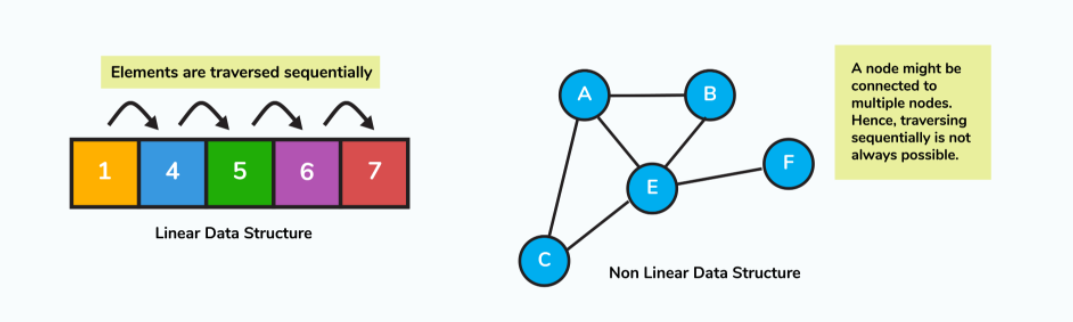 Elements are traversed sequentially
1 4 5 6 7
Linear Data Structure
A
B
E
F
C
Non Linear Data Structure
A node might be
connected to
multiple nodes.
Hence, traversing
sequentially is not
always possible.